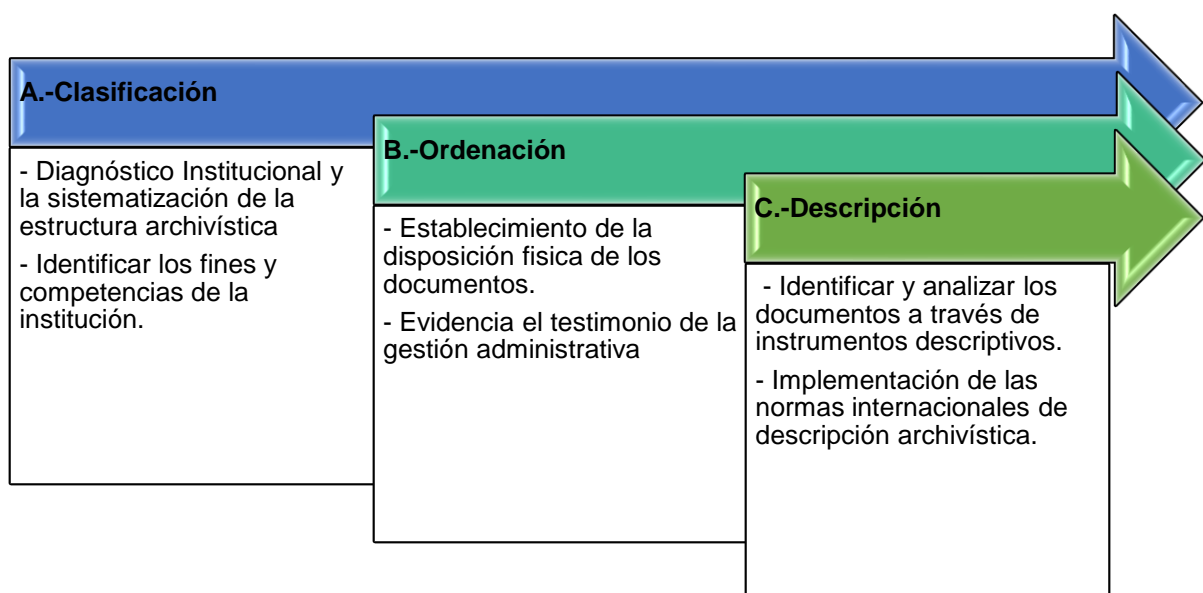 A.-Clasificación
- Diagnóstico Institucional y
la sistematización de la
estructura archivística
- Identificar los fines y
competencias de la
institución.
B.-Ordenación
- Establecimiento de la
disposición fisica de los
documentos.
- Evidencia el testimonio de la
gestión administrativa
C.-Descripción
- Identificar y analizar los
documentos a través de
instrumentos descriptivos.
- Implementación de las
normas internacionales de
descripción archivística.